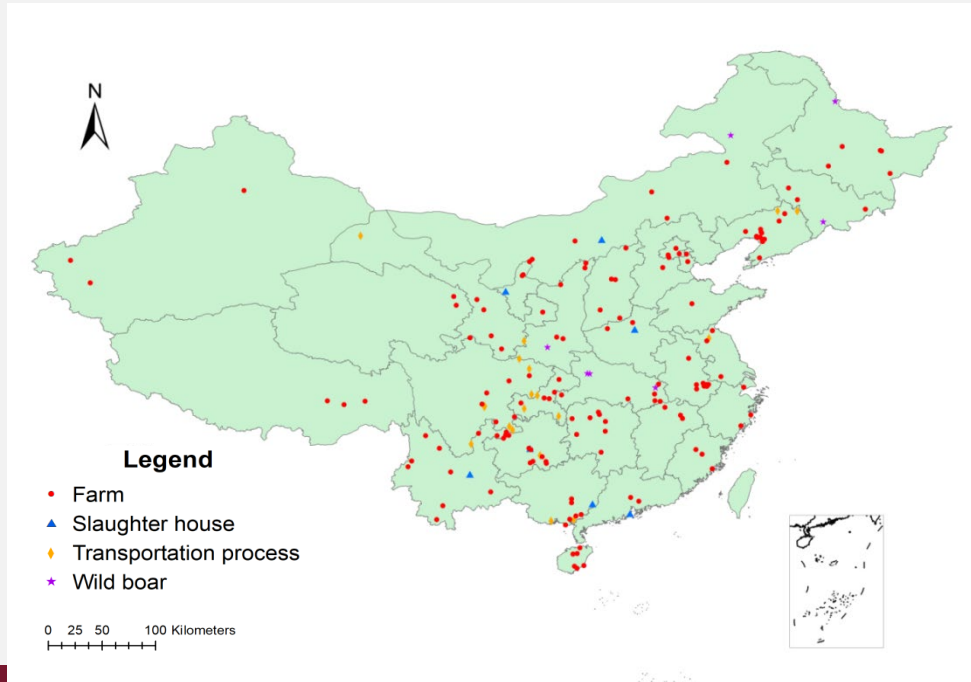 N
Legend
Farm
Slaughter house
Transportation process
Wild boar
0 25 50 100 Kilometers